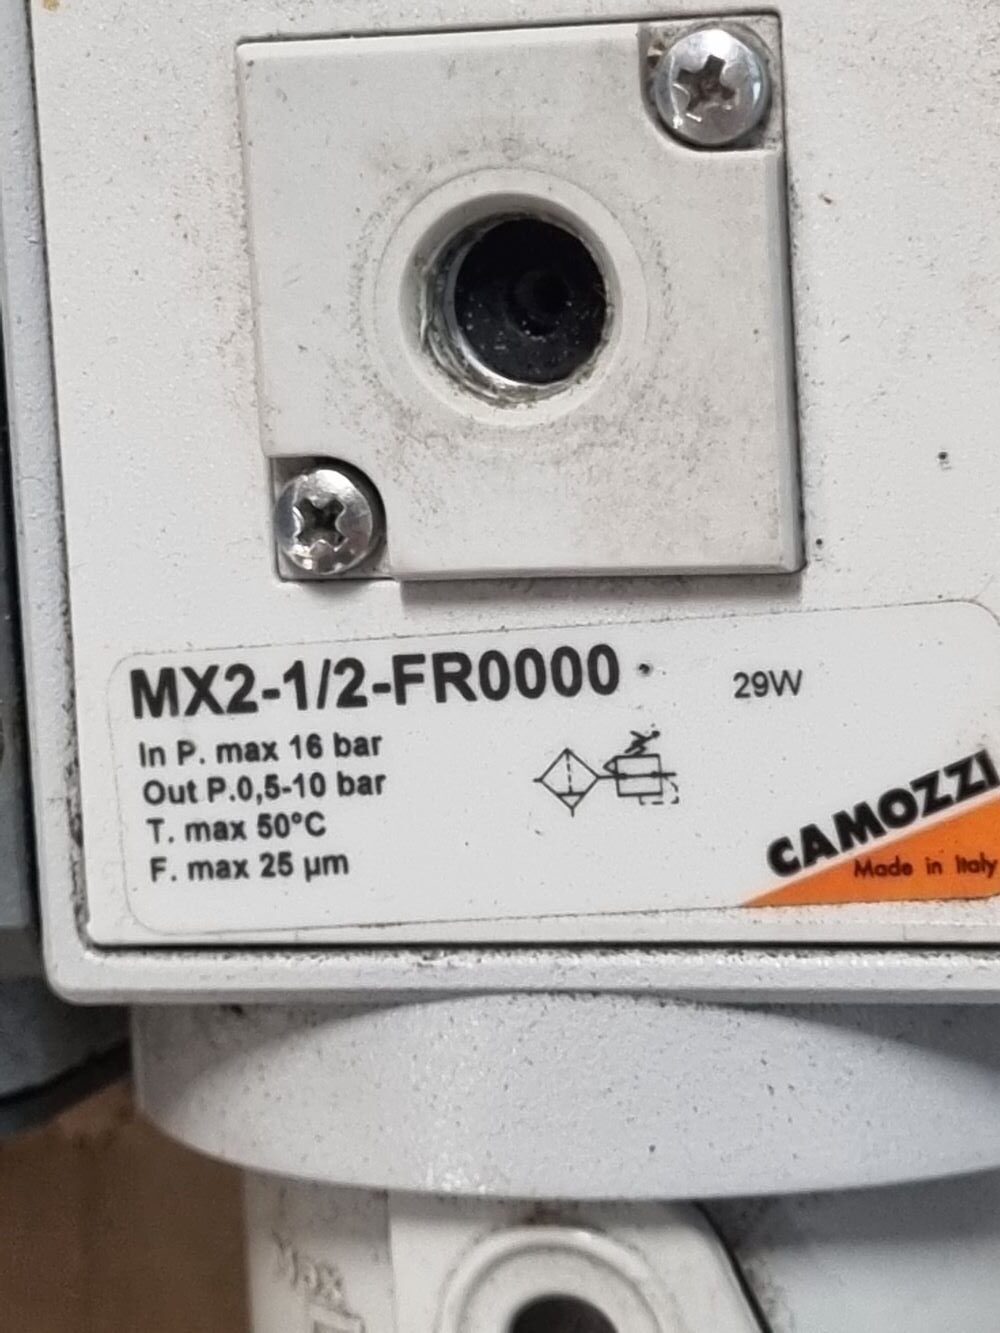 MX2-1/2-FR0000
29W
In P. max 16 bar
Out P.0,5-10 bar
T. max 50°C
F. max 25 µm
CAMOZZI
Made in Italy
Max